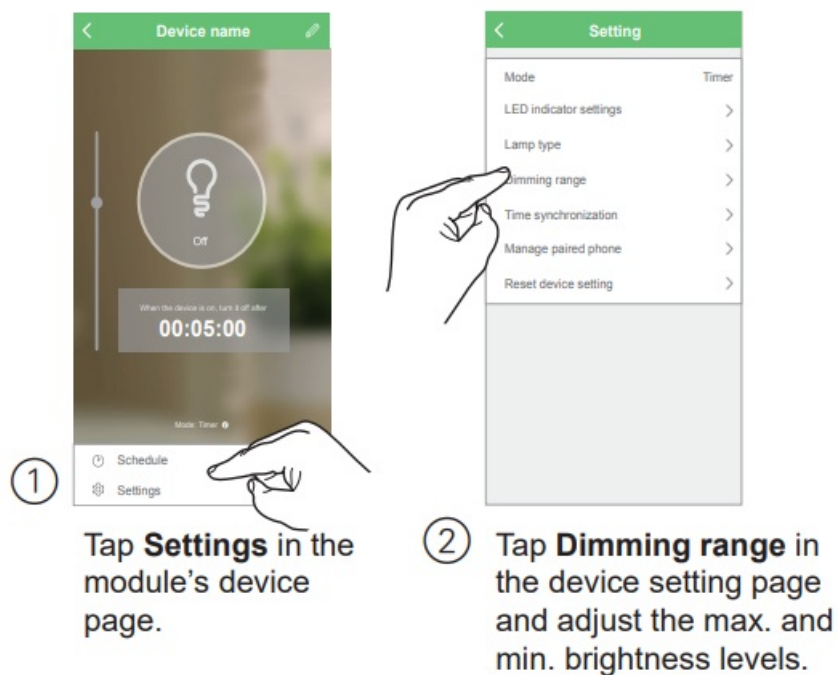 Device name
Off
When the device is on, turn it off after
00:05:00
Mode: Timer
Schedule
Settings
1
Tap Settings in the
module's device
page.
Setting
Mode Timer
LED indicator settings
Lamp type
Dimming range
Time synchronization
Manage paired phone
Reset device setting
2
Tap Dimming range in
the device setting page
and adjust the max. and
min. brightness levels.